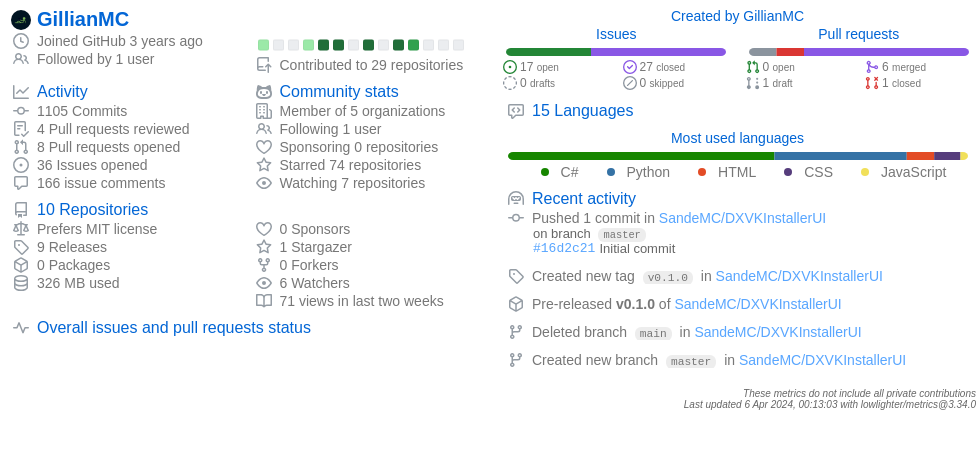 GillianMC
Joined GitHub 3 years ago
Followed by 1 user
Contributed to 29 repositories
Activity
1105 Commits
4 Pull requests reviewed
8 Pull requests opened
36 Issues opened
166 issue comments
Community stats
Member of 5 organizations
Following 1 user
Sponsoring 0 repositories
Starred 74 repositories
Watching 7 repositories
10 Repositories
Prefers MIT license
9 Releases
0 Packages
326 MB used
0 Sponsors
1 Stargazer
0 Forkers
6 Watchers
71 views in last two weeks
Overall issues and pull requests status
Created by GillianMC
Issues
17 open
27 closed
0 drafts
0 skipped
Pull requests
0 open
6 merged
1 draft
1 closed
15 Languages
Most used languages
C# Python HTML CSS JavaScript
Recent activity
Pushed 1 commit in SandeMC/DXVKInstallerUI
on branch master
#16d2c21 Initial commit
Created new tag v0.1.0 in SandeMC/DXVKInstallerUI
Pre-released v0.1.0 of SandeMC/DXVKInstallerUI
Deleted branch main in SandeMC/DXVKInstallerUI
Created new branch master in SandeMC/DXVKInstallerUI
These metrics do not include all private contributions
Last updated 6 Apr 2024, 00:13:03 with lowlighter/metrics@3.34.0